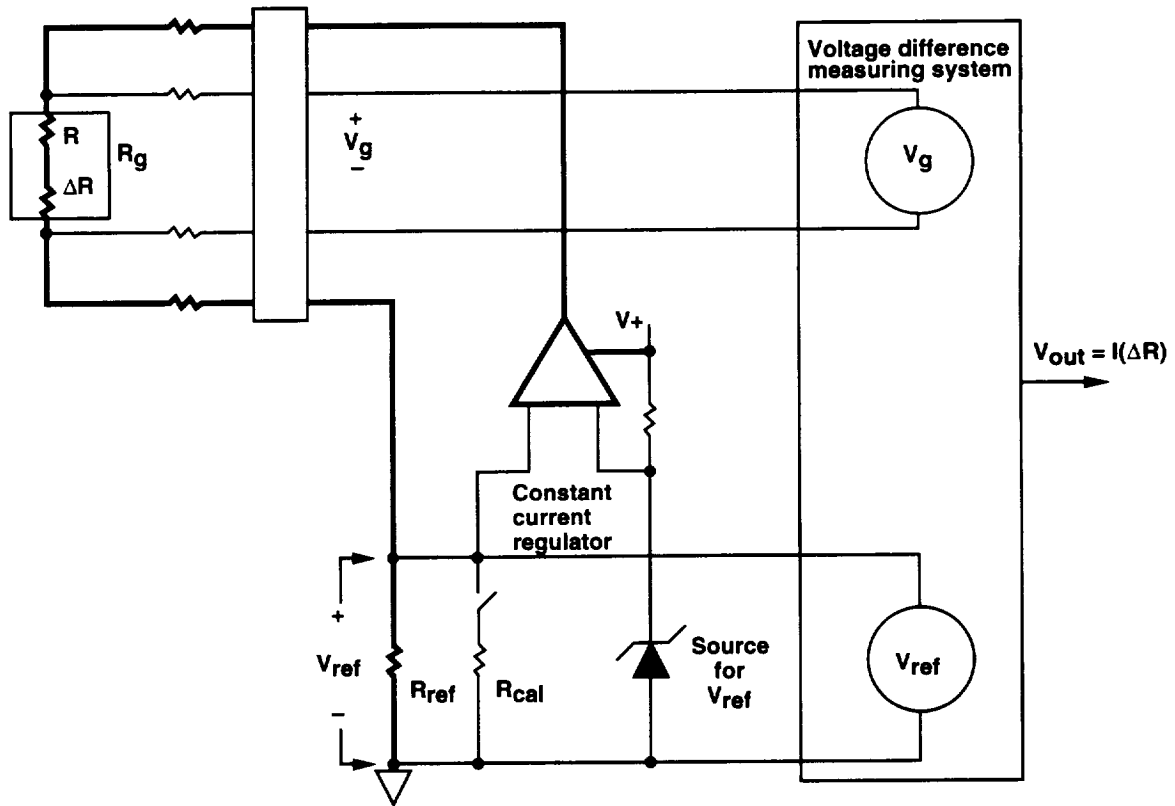 Voltage difference
measuring system
R
Rg
ΔR
+
Vg
−
Vg
V+
Vout = I(ΔR)
Constant
current
regulator
+
Vref
−
Rref
Rcal
Source
for
Vref
Vref